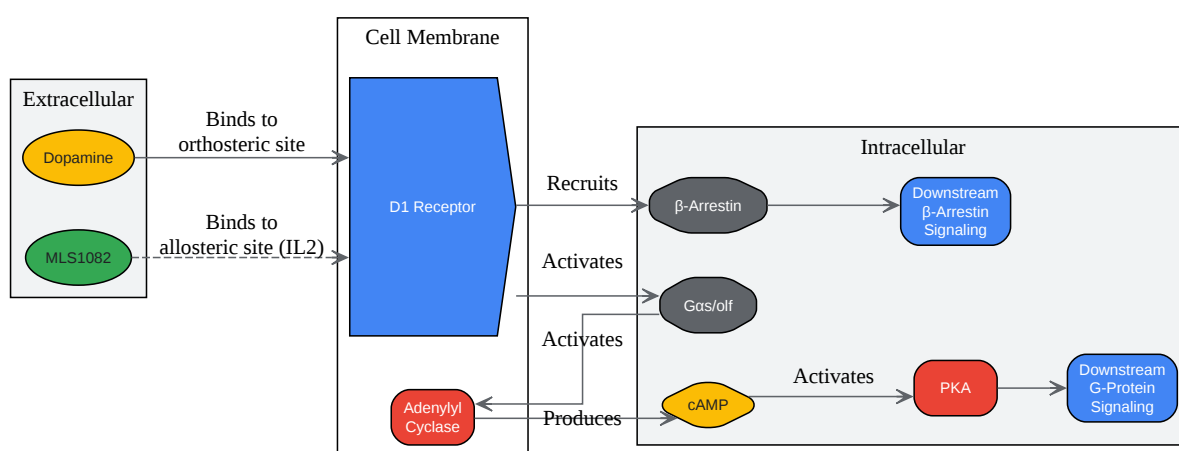 Cell Membrane
Extracellular
Binds to
orthosteric site
Dopamine
Intracellular
D1 Receptor
Recruits
β-Arrestin
Downstream
β-Arrestin
Signaling
Binds to
allosteric site (IL2)
MLS1082
Activates
Gαs/olf
Activates
Adenylyl
Cyclase
Produces
cAMP
Activates
PKA
Downstream
G-Protein
Signaling